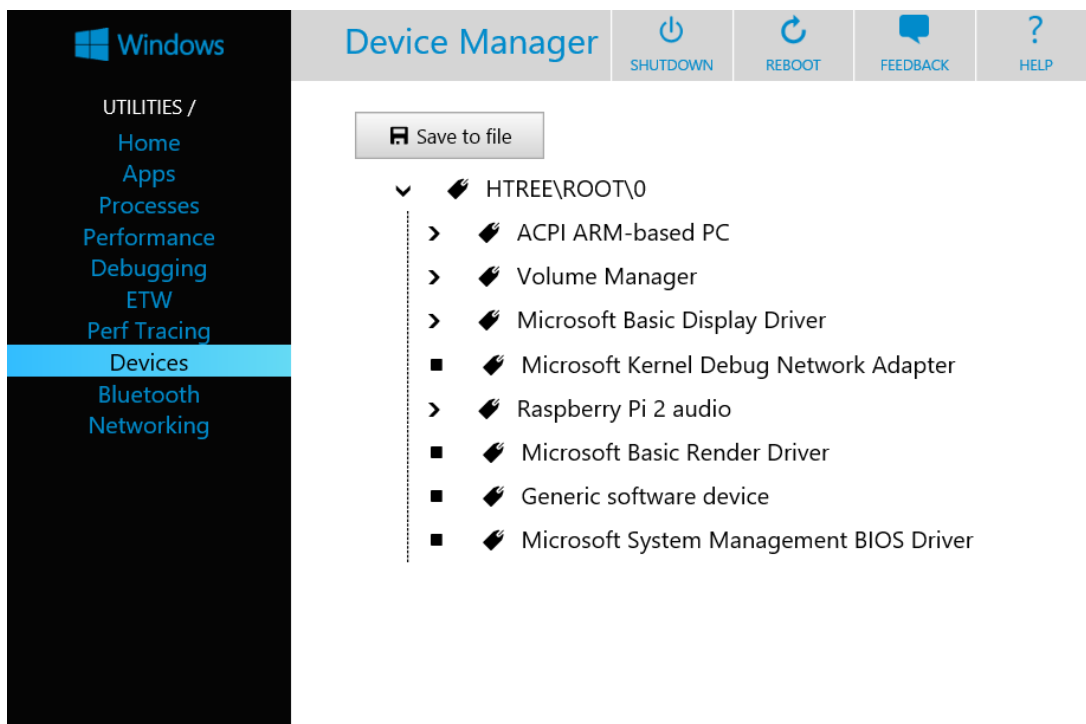 Windows
UTILITIES /
Home
Apps
Processes
Performance
Debugging
ETW
Perf Tracing
Devices
Bluetooth
Networking
Device Manager
SHUTDOWN
REBOOT
FEEDBACK
?
HELP
Save to file
HTREE\ROOT\0
ACPI ARM-based PC
Volume Manager
Microsoft Basic Display Driver
Microsoft Kernel Debug Network Adapter
Raspberry Pi 2 audio
Microsoft Basic Render Driver
Generic software device
Microsoft System Management BIOS Driver